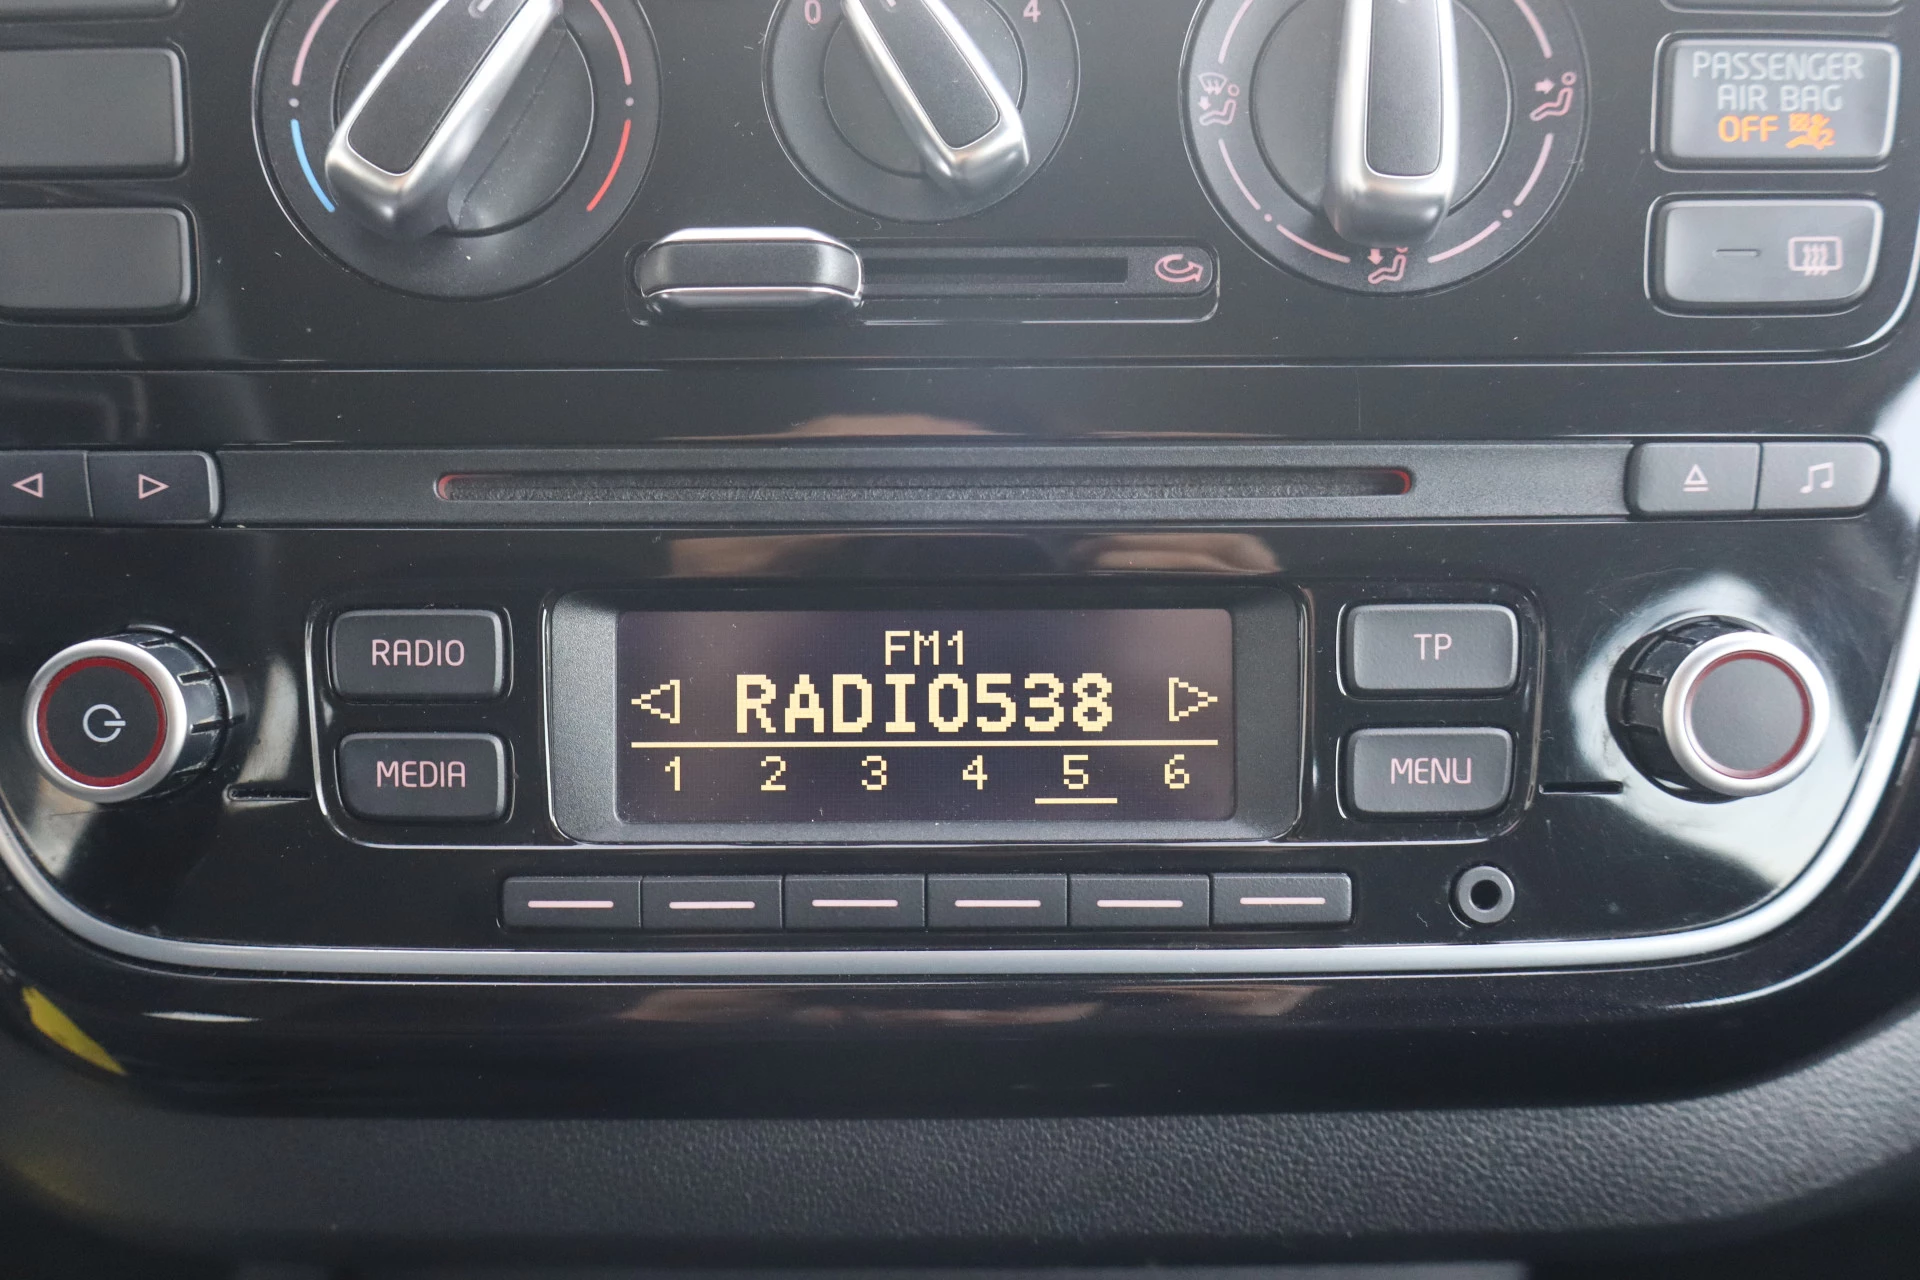 0 4
PASSENGER
AIR BAG
OFF
RADIO
FM1
RADIO538
TP
MEDIA
1 2 3 4 5 6
MENU